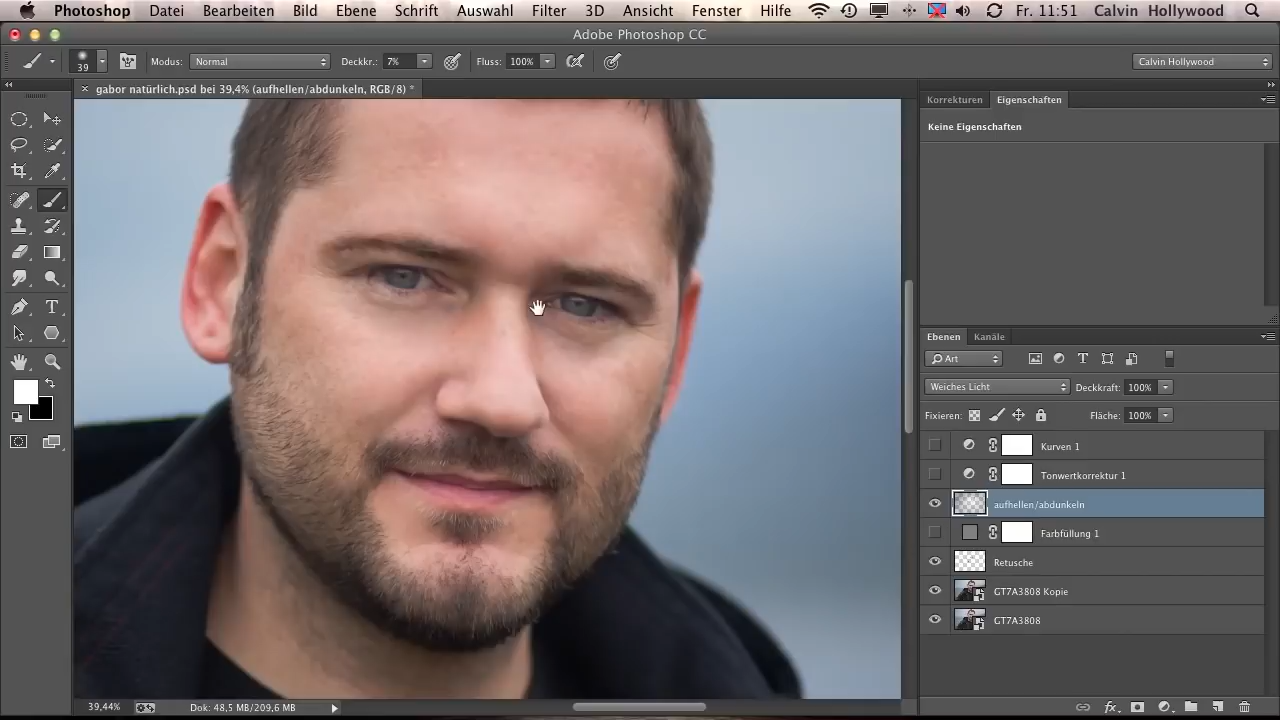 Photoshop Datei Bearbeiten Bild Ebene Schrift Auswahl Filter 3D Ansicht Fenster Hilfe Fr. 11:51 Calvin Hollywood
Adobe Photoshop CC
39 Modus: Normal Deckkr.: 7% Fluss: 100% Calvin Hollywood
gabor natürlich.psd bei 39,4% (aufhellen/abdunkeln, RGB/8) *
Korrekturen Eigenschaften
Keine Eigenschaften
Ebenen Kanäle
Art
Weiches Licht Deckkraft: 100%
Fixieren: Fläche: 100%
Kurven 1
Tonwertkorrektur 1
aufhellen/abdunkeln
Farbfüllung 1
Retusche
GT7A3808 Kopie
GT7A3808
39,44% Dok: 48,5 MB/209,6 MB